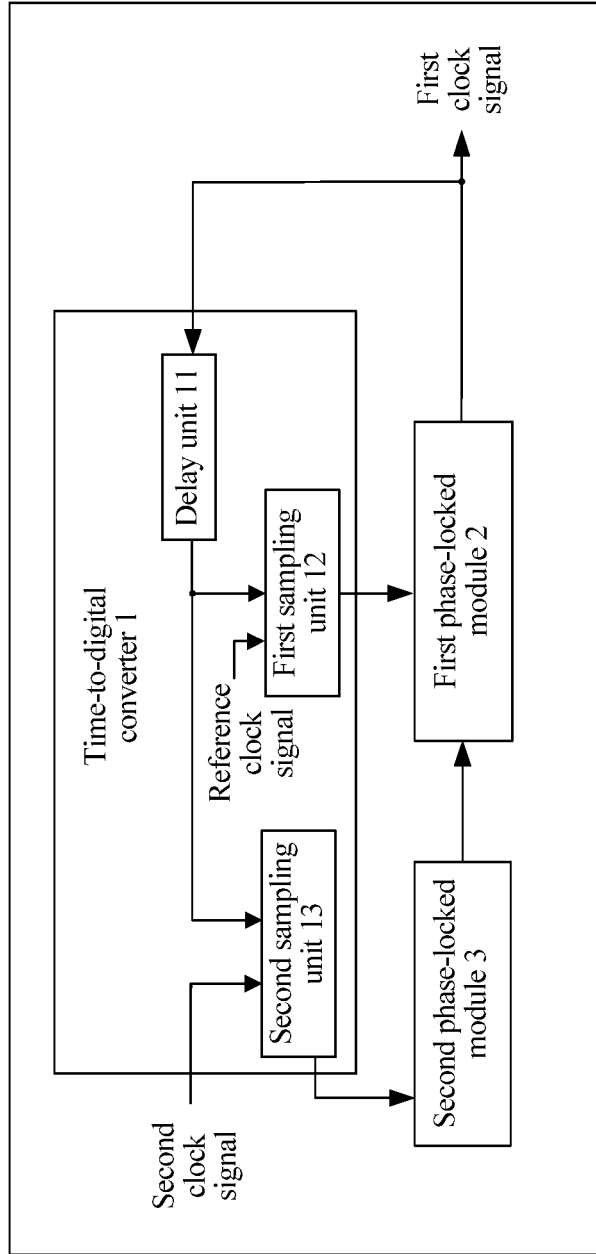 Time-to-digital
converter 1
Second
clock
signal
Second sampling
unit 13
Reference
clock
signal
First sampling
unit 12
Delay unit 11
Second phase-locked
module 3
First phase-locked
module 2
First
clock
signal